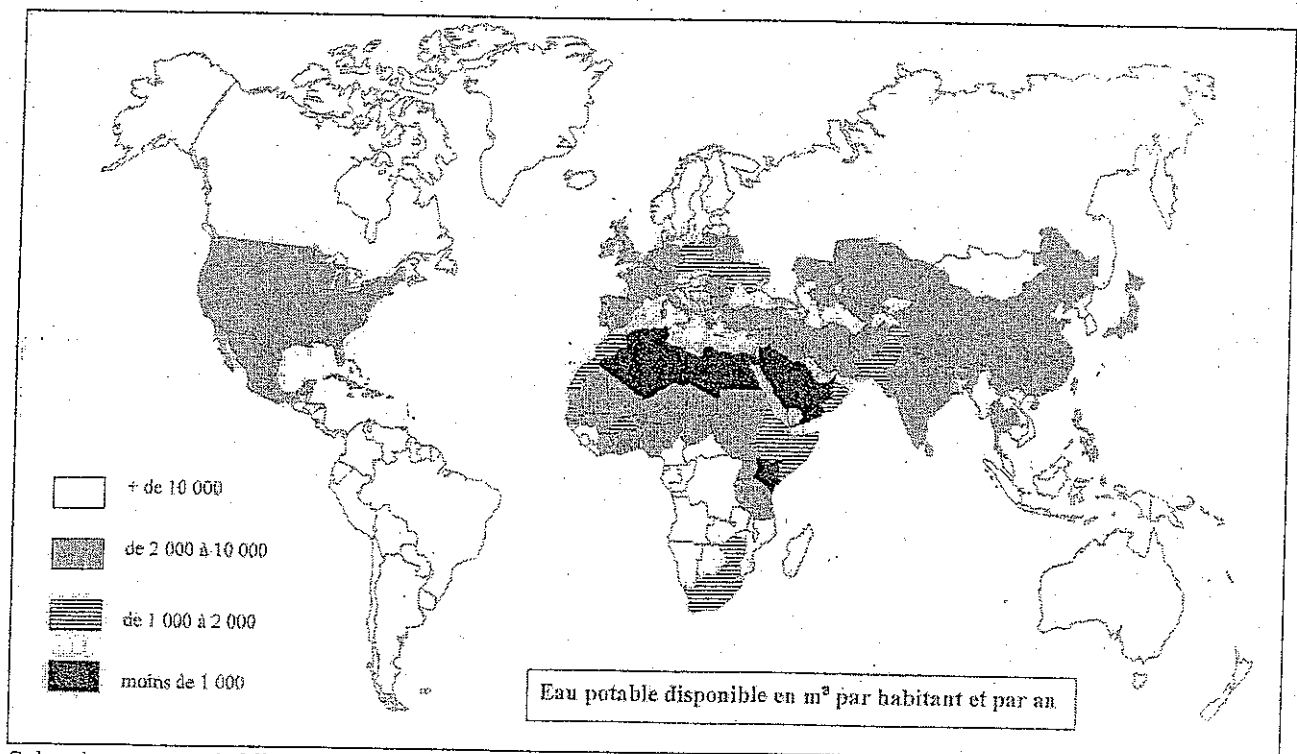 + de 10 000
de 2 000 à 10 000
de 1 000 à 2 000
moins de 1 000
Eau potable disponible en m³ par habitant et par an